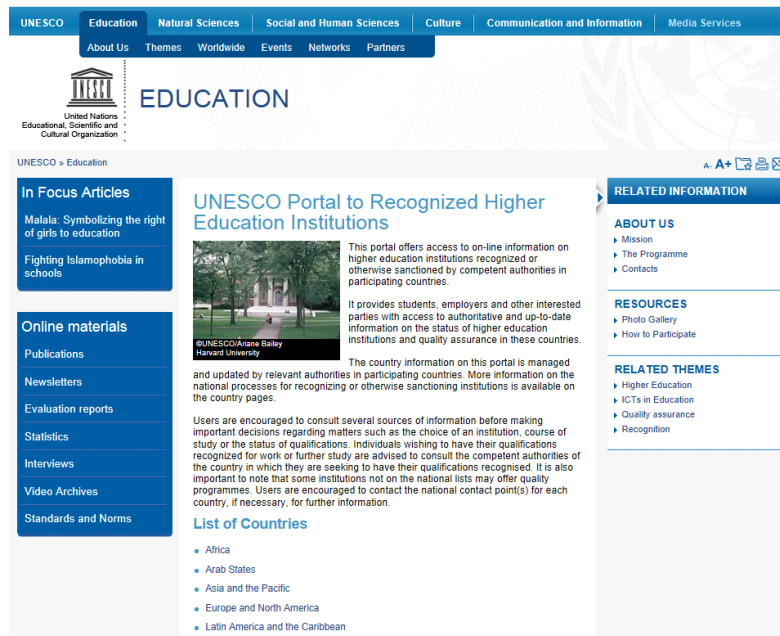 UNESCO Education Natural Sciences Social and Human Sciences Culture Communication and Information Media Services
About Us Themes Worldwide Events Networks Partners
UNESCO
United Nations
Educational, Scientific and
Cultural Organization
EDUCATION
UNESCO » Education
A- A+
In Focus Articles
Malala: Symbolizing the right
of girls to education
Fighting Islamophobia in
schools
Online materials
Publications
Newsletters
Evaluation reports
Statistics
Interviews
Video Archives
Standards and Norms
UNESCO Portal to Recognized Higher
Education Institutions
©UNESCO/Ariane Bailey
Harvard University
This portal offers access to on-line information on
higher education institutions recognized or
otherwise sanctioned by competent authorities in
participating countries.
It provides students, employers and other interested
parties with access to authoritative and up-to-date
information on the status of higher education
institutions and quality assurance in these countries.
The country information on this portal is managed
and updated by relevant authorities in participating countries. More information on the
national processes for recognizing or otherwise sanctioning institutions is available on
the country pages.
Users are encouraged to consult several sources of information before making
important decisions regarding matters such as the choice of an institution, course of
study or the status of qualifications. Individuals wishing to have their qualifications
recognized for work or further study are advised to consult the competent authorities of
the country in which they are seeking to have their qualifications recognised. It is also
important to note that some institutions not on the national lists may offer quality
programmes. Users are encouraged to contact the national contact point(s) for each
country, if necessary, for further information.
List of Countries
Africa
Arab States
Asia and the Pacific
Europe and North America
Latin America and the Caribbean
RELATED INFORMATION
ABOUT US
Mission
The Programme
Contacts
RESOURCES
Photo Gallery
How to Participate
RELATED THEMES
Higher Education
ICTs in Education
Quality assurance
Recognition